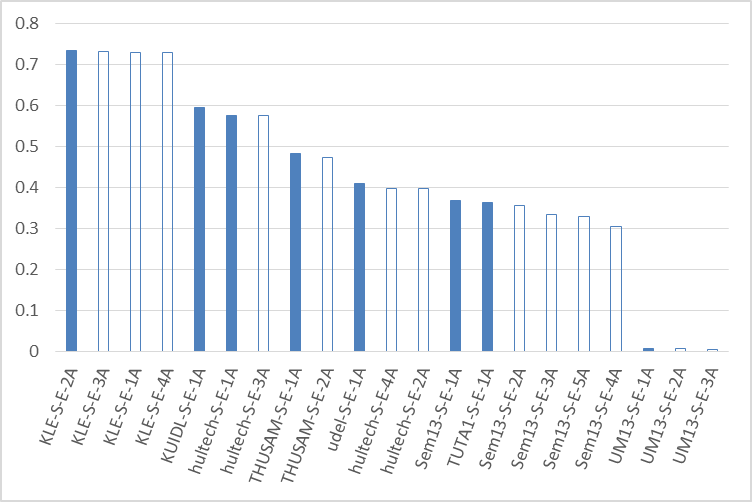 0.8
0.7
0.6
0.5
0.4
0.3
0.2
0.1
0
KLE-S-E-2A
KLE-S-E-3A
KLE-S-E-1A
KLE-S-E-4A
KUIDL-S-E-1A
hultech-S-E-1A
hultech-S-E-3A
THUSAM-S-E-1A
THUSAM-S-E-2A
udel-S-E-1A
hultech-S-E-4A
hultech-S-E-2A
Sem13-S-E-1A
TUTA1-S-E-1A
Sem13-S-E-2A
Sem13-S-E-3A
Sem13-S-E-5A
Sem13-S-E-4A
UM13-S-E-1A
UM13-S-E-2A
UM13-S-E-3A